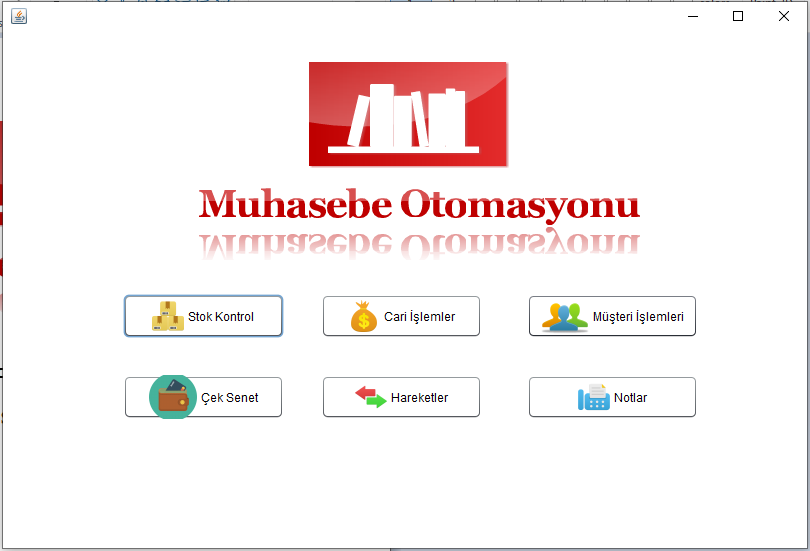 Muhasebe Otomasyonu
Stok Kontrol
Cari İşlemler
Müşteri İşlemleri
Çek Senet
Hareketler
Notlar